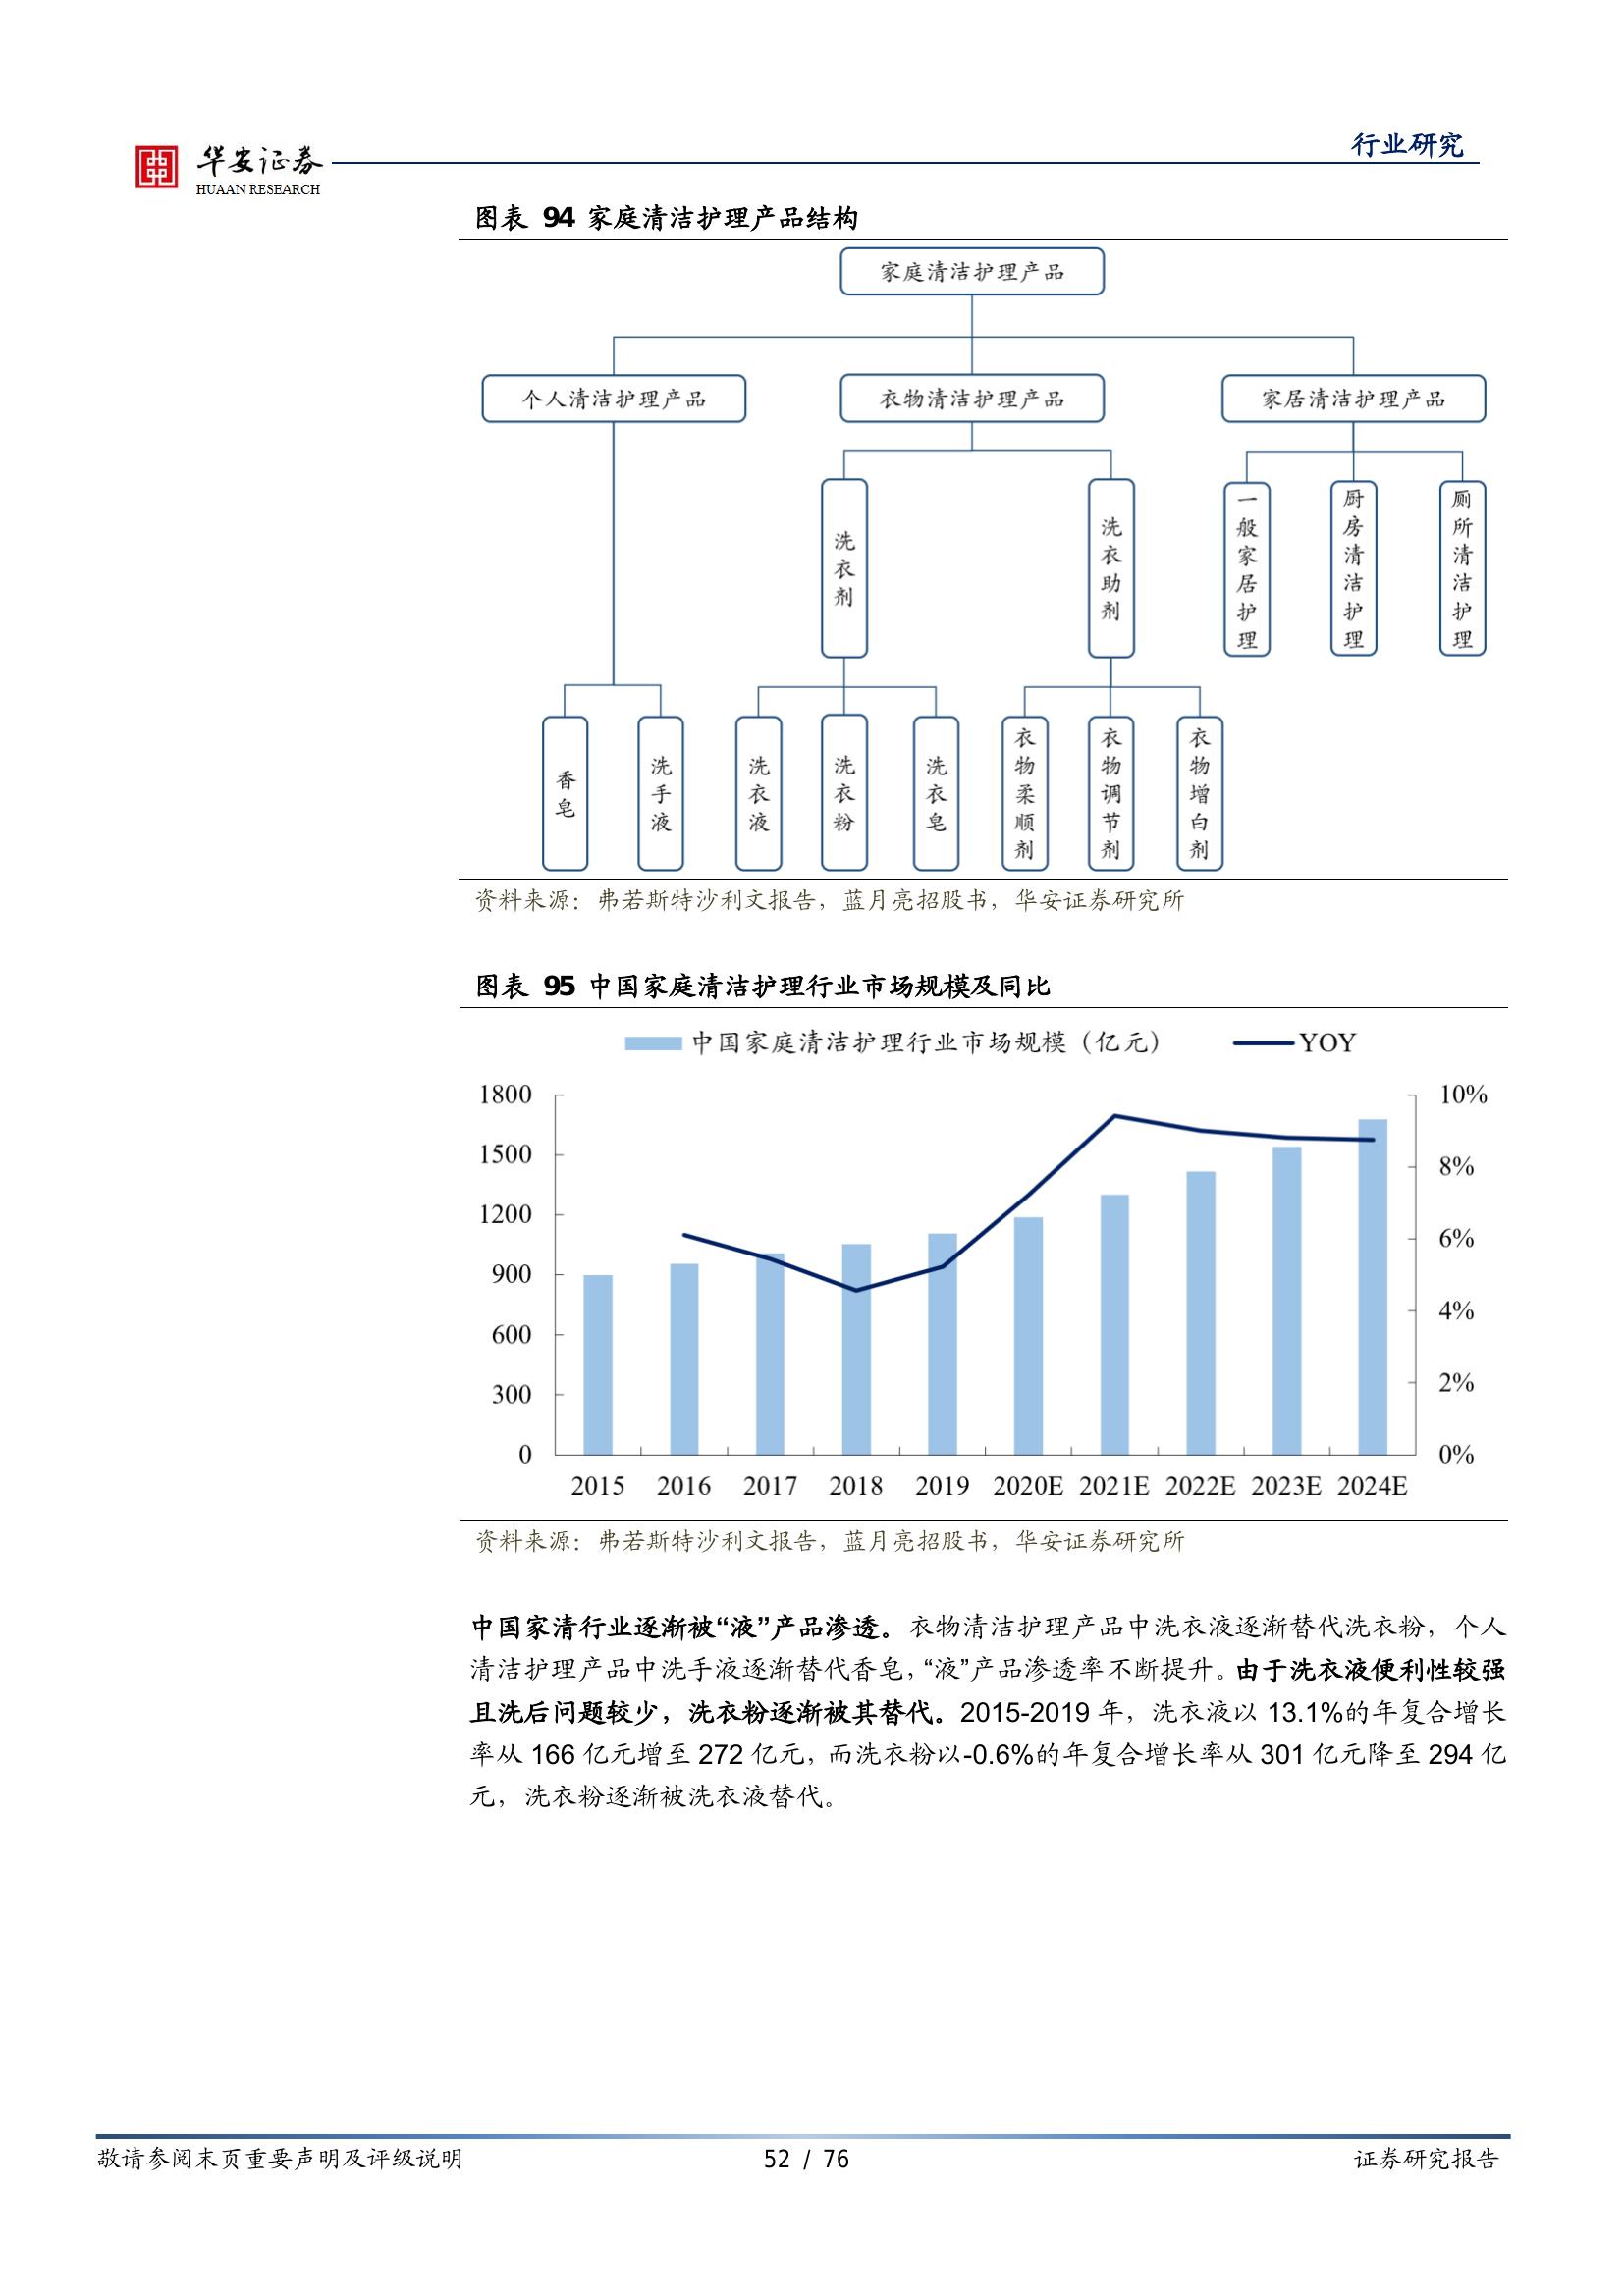 华安证券
HUAAN RESEARCH
行业研究
图表 94 家庭清洁护理产品结构
家庭清洁护理产品
个人清洁护理产品
衣物清洁护理产品
家居清洁护理产品
洗衣剂
洗衣助剂
一般家居护理
厨房清洁护理
厕所清洁护理
香皂
洗手液
洗衣液
洗衣粉
洗衣皂
衣物柔顺剂
衣物调节剂
衣物增白剂
资料来源：弗若斯特沙利文报告，蓝月亮招股书，华安证券研究所
图表 95 中国家庭清洁护理行业市场规模及同比
中国家庭清洁护理行业市场规模（亿元）
YOY
1800
1500
1200
900
600
300
0
10%
8%
6%
4%
2%
0%
2015 2016 2017 2018 2019 2020E 2021E 2022E 2023E 2024E
资料来源：弗若斯特沙利文报告，蓝月亮招股书，华安证券研究所
中国家清行业逐渐被“液”产品渗透。衣物清洁护理产品中洗衣液逐渐替代洗衣粉，个人
清洁护理产品中洗手液逐渐替代香皂，“液”产品渗透率不断提升。由于洗衣液便利性较强
且洗后问题较少，洗衣粉逐渐被其替代。2015-2019 年，洗衣液以 13.1%的年复合增长
率从 166 亿元增至 272 亿元，而洗衣粉以-0.6%的年复合增长率从 301 亿元降至 294 亿
元，洗衣粉逐渐被洗衣液替代。
敬请参阅末页重要声明及评级说明
52 / 76
证券研究报告